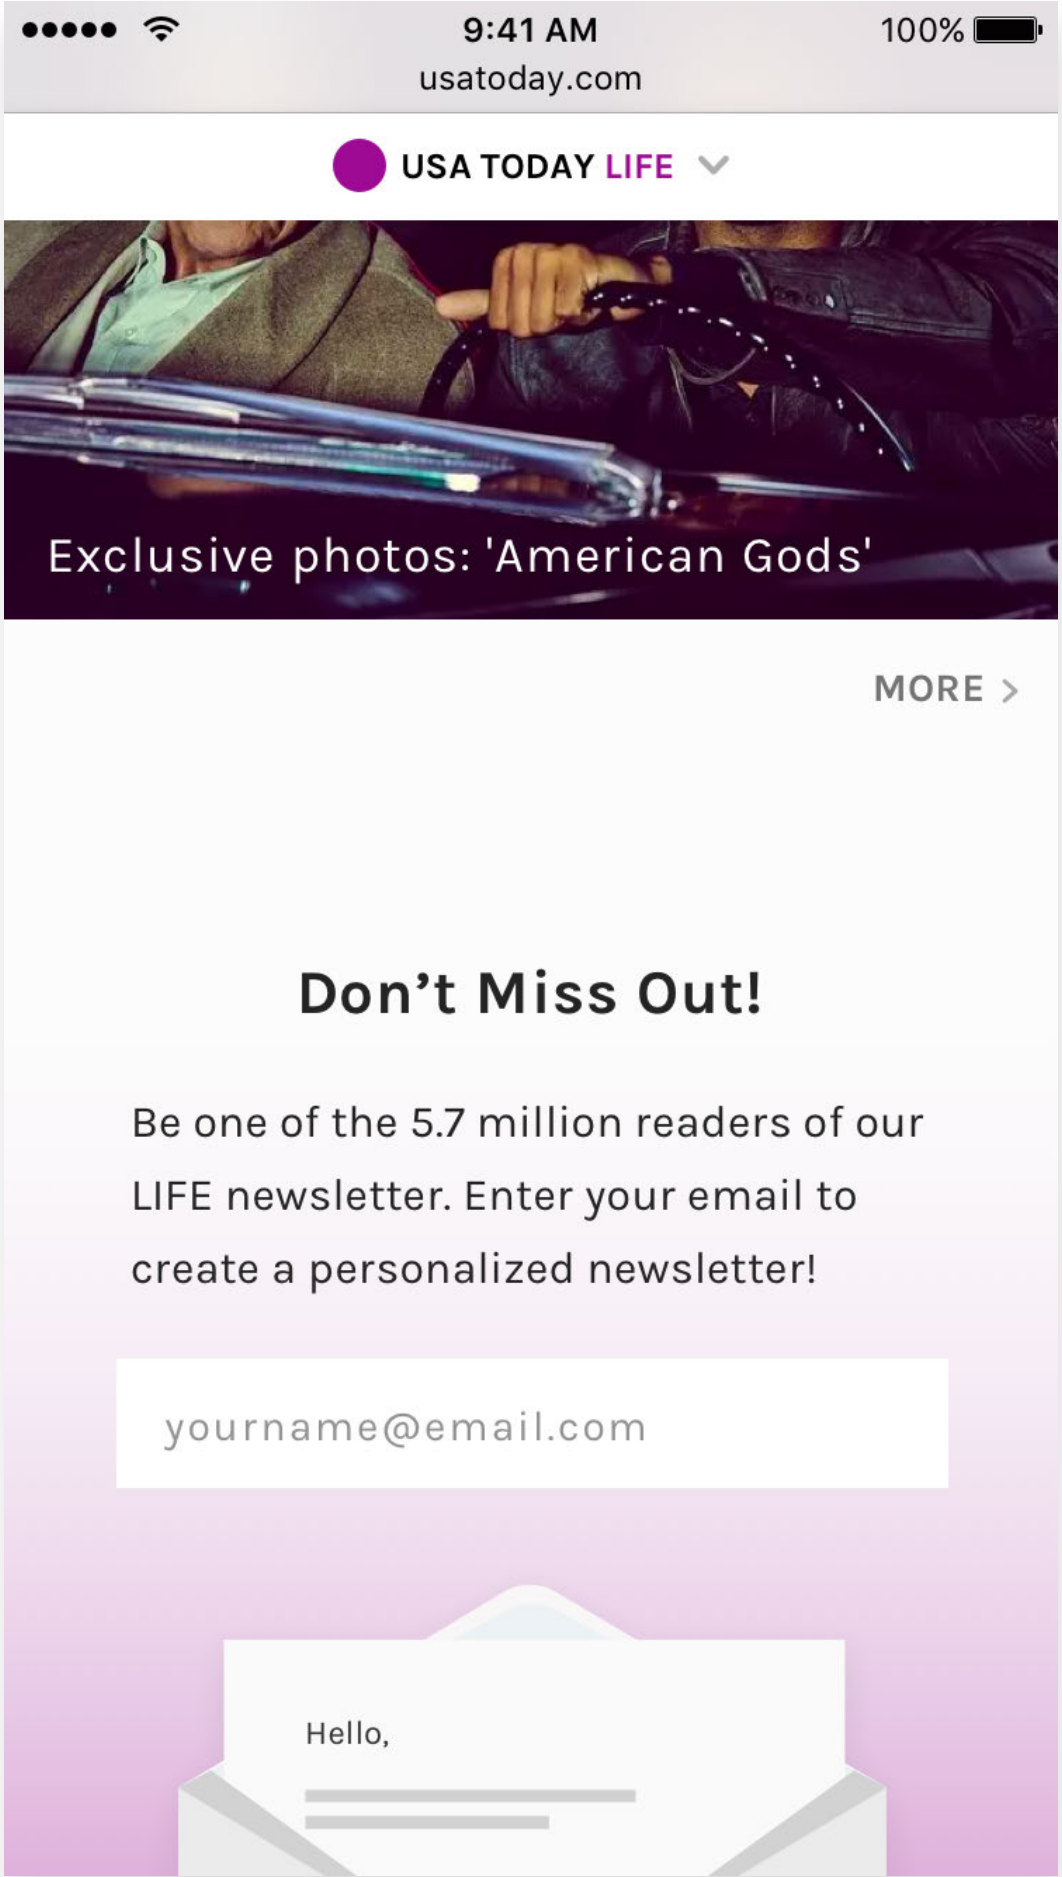 9:41 AM
100%
usatoday.com
USA TODAY LIFE
Exclusive photos: 'American Gods'
MORE >
Don’t Miss Out!
Be one of the 5.7 million readers of our
LIFE newsletter. Enter your email to
create a personalized newsletter!
yourname@email.com
Hello,